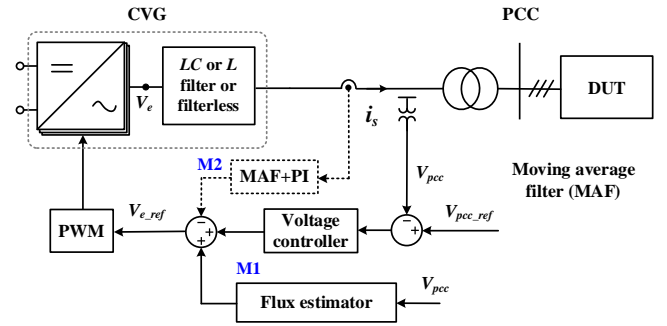 CVG
PCC
V_e
LC or L
filter or
filterless
i_s
DUT
M2
MAF+PI
V_pcc
Moving average
filter (MAF)
PWM
V_e_ref
−
+
+
Voltage
controller
−
+
V_pcc_ref
M1
Flux estimator
V_pcc